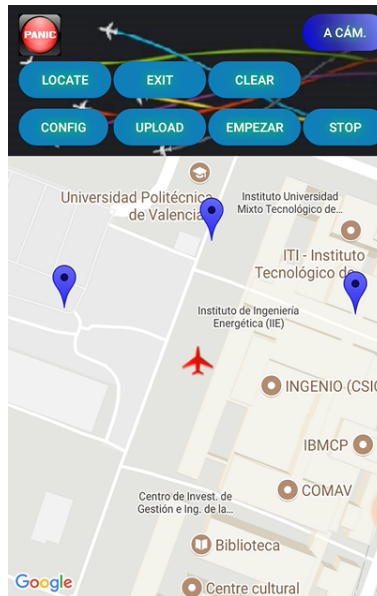 PANIC
A CÁM.
LOCATE
EXIT
CLEAR
CONFIG
UPLOAD
EMPEZAR
STOP
Universidad Politécnica
de Valencia
Instituto Universidad
Mixto Tecnológico de...
ITI - Instituto
Tecnológico de
Instituto de Ingeniería
Energética (IIE)
INGENIO (CSIC
IBMCP
COMAV
Centro de Invest. de
Gestión e Ing. de la...
Biblioteca
Centre cultural
Google